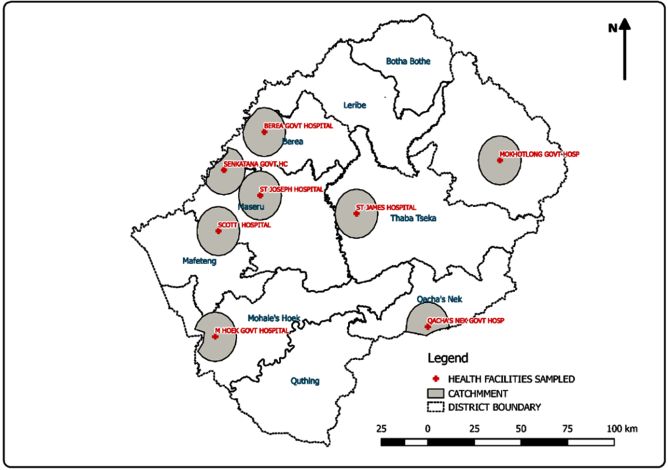 N
Botha Bothe
Leribe
BEREA GOVT HOSPITAL
Berea
MOKHOTLONG GOVT HOSP
SENKATANA GOVT HC
ST JOSEPH HOSPITAL
Maseru
ST JAMES HOSPITAL
Thaba Tseka
SCOTT HOSPITAL
Mafeteng
Qacha's Nek
Mohale's Hoek
QACHA'S NEK GOVT HOSP
M HOEK GOVT HOSPITAL
Quthing
Legend
HEALTH FACILITIES SAMPLED
CATCHMMENT
DISTRICT BOUNDARY
25 0 25 50 75 100 km